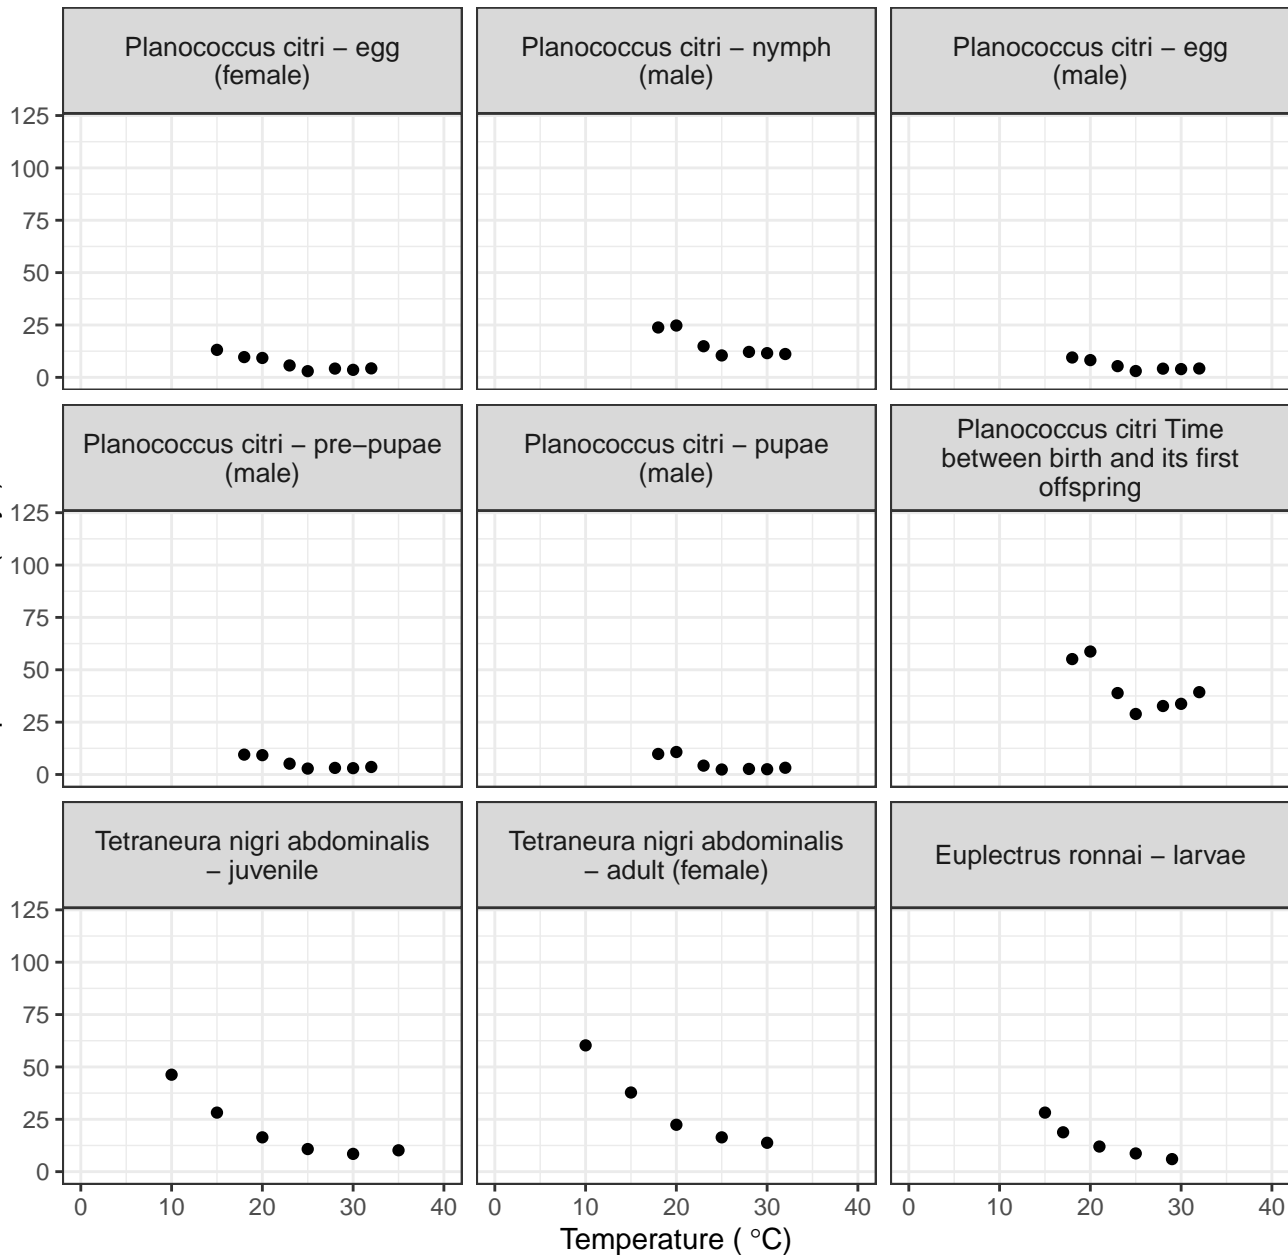 Planococcus citri − egg
(female)
Planococcus citri − nymph
(male)
Planococcus citri − egg
(male)
125
100
75
50
25
0
Planococcus citri − pre−pupae
(male)
Planococcus citri − pupae
(male)
Planococcus citri Time
between birth and its first
offspring
125
100
75
50
25
0
Tetraneura nigri abdominalis
− juvenile
Tetraneura nigri abdominalis
− adult (female)
Euplectrus ronnai − larvae
125
100
75
50
25
0
0 10 20 30 40
0 10 20 30 40
0 10 20 30 40
Temperature ( °C)